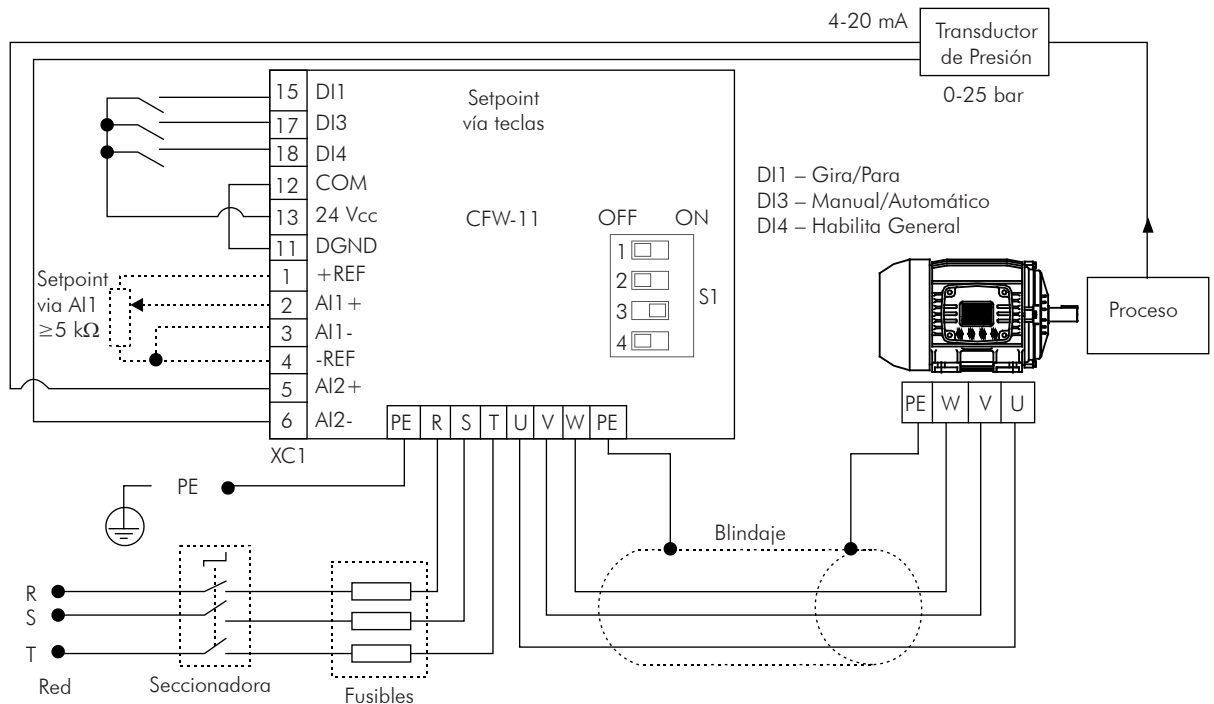 4-20 mA
Transductor
de Presión
0-25 bar
15 DI1
17 DI3
18 DI4
12 COM
13 24 Vcc
11 DGND
1 +REF
2 AI1+
3 AI1-
4 -REF
5 AI2+
6 AI2-
XC1
Setpoint
vía teclas
CFW-11
OFF ON
1
2
3
4
S1
DI1 – Gira/Para
DI3 – Manual/Automático
DI4 – Habilita General
Proceso
Setpoint
via AI1
≥5 kΩ
PE R S T U V W PE
PE W V U
PE
Blindaje
R
S
T
Red
Seccionadora
Fusibles